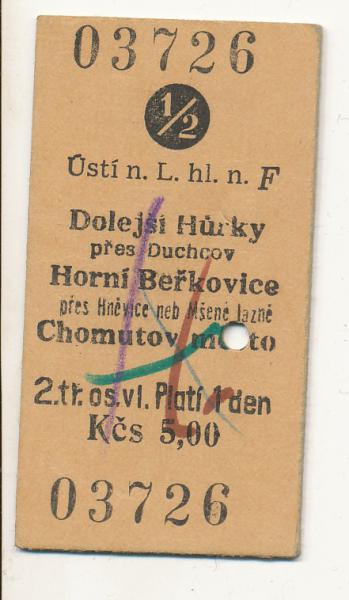 03726
1/2
Ústí n. L. hl. n. F
Dolejší Hůrky
přes Duchcov
Horní Beřkovice
přes Hněvice neb Mšené lázně
Chomutov město
2.tř.os.vl. Platí 1 den
Kčs 5,00
03726